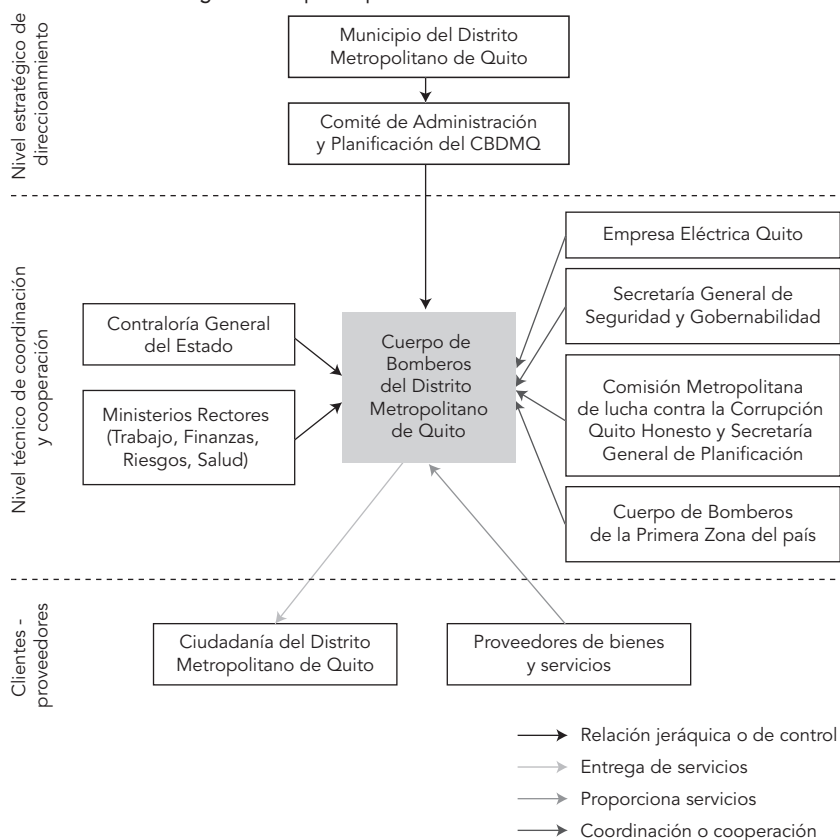 Nivel estratégico de
direccioanmiento
Municipio del Distrito
Metropolitano de Quito
Comité de Administración
y Planificación del CBDMQ
Nivel técnico de coordinación
y cooperación
Contraloría General
del Estado
Ministerios Rectores
(Trabajo, Finanzas,
Riesgos, Salud)
Cuerpo de
Bomberos
del Distrito
Metropolitano
de Quito
Empresa Eléctrica Quito
Secretaría General de
Seguridad y Gobernabilidad
Comisión Metropolitana
de lucha contra la Corrupción
Quito Honesto y Secretaría
General de Planificación
Cuerpo de Bomberos
de la Primera Zona del país
Clientes -
proveedores
Ciudadanía del Distrito
Metropolitano de Quito
Proveedores de bienes
y servicios
Relación jeráquica o de control
Entrega de servicios
Proporciona servicios
Coordinación o cooperación